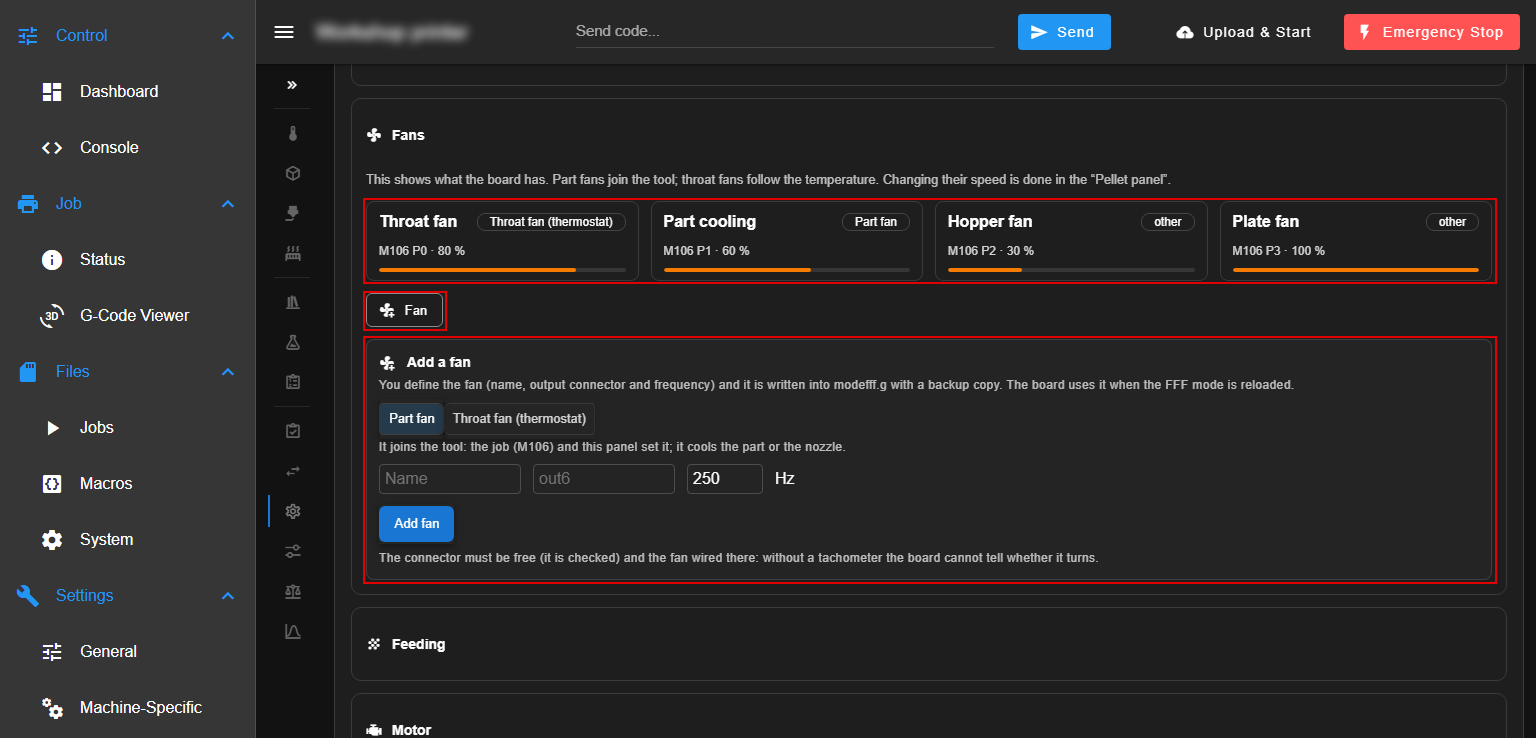 Control
Dashboard
Console
Job
Status
3D
G-Code Viewer
Files
Jobs
Macros
System
Settings
General
Machine-Specific
Send code...
Send
Upload & Start
Emergency Stop
Fans
This shows what the board has. Part fans join the tool; throat fans follow the temperature. Changing their speed is done in the “Pellet panel”.
Throat fan
Throat fan (thermostat)
M106 P0 · 80 %
Part cooling
Part fan
M106 P1 · 60 %
Hopper fan
other
M106 P2 · 30 %
Plate fan
other
M106 P3 · 100 %
Fan
Add a fan
You define the fan (name, output connector and frequency) and it is written into modefff.g with a backup copy. The board uses it when the FFF mode is reloaded.
Part fan
Throat fan (thermostat)
It joins the tool: the job (M106) and this panel set it; it cools the part or the nozzle.
Name
out6
250
Hz
Add fan
The connector must be free (it is checked) and the fan wired there: without a tachometer the board cannot tell whether it turns.
Feeding
Motor